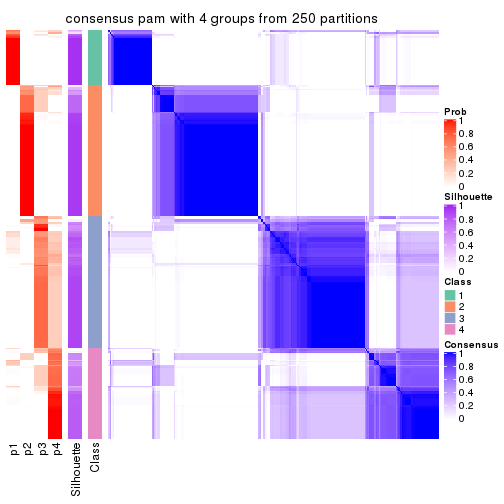 consensus pam with 4 groups from 250 partitions
Prob
1
0.8
0.6
0.4
0.2
0
Silhouette
1
0.8
0.6
0.4
0.2
0
Class
1
2
3
4
Consensus
1
0.8
0.6
0.4
0.2
0
p1
p2
p3
p4
Silhouette
Class